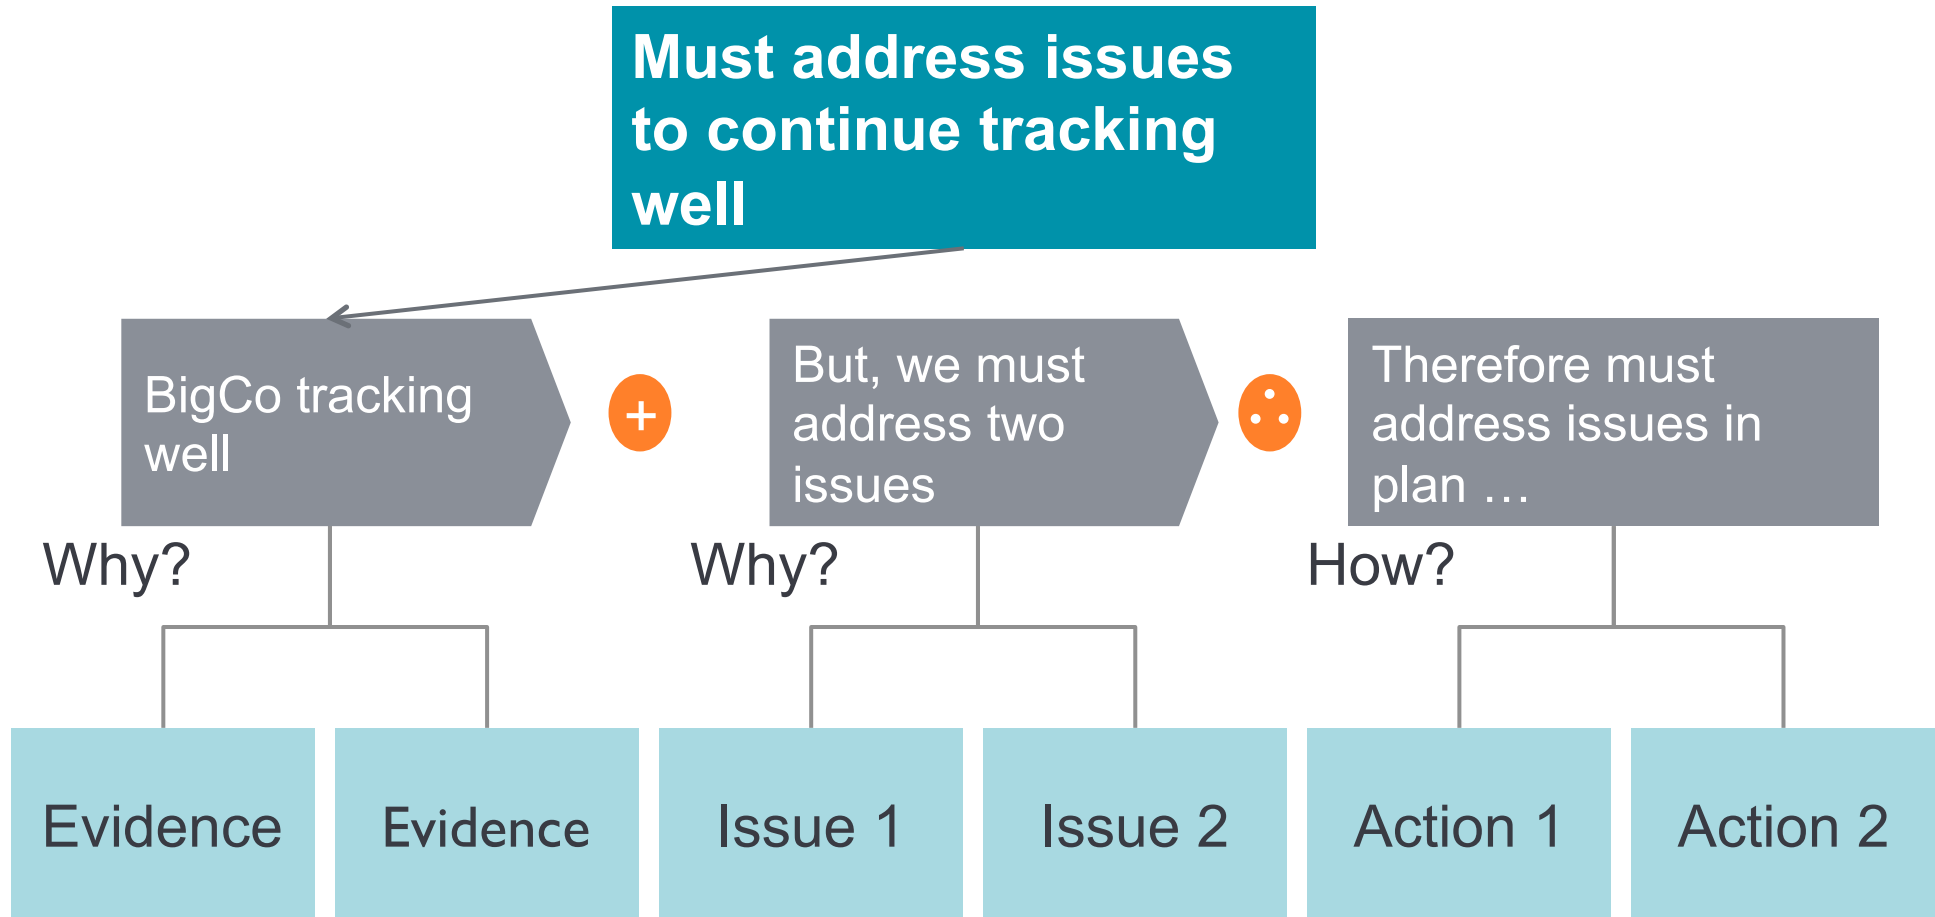 Must address issues
to continue tracking
well
BigCo tracking
well
+
But, we must
address two
issues
∴
Therefore must
address issues in
plan …
Why?
Why?
How?
Evidence
Evidence
Issue 1
Issue 2
Action 1
Action 2